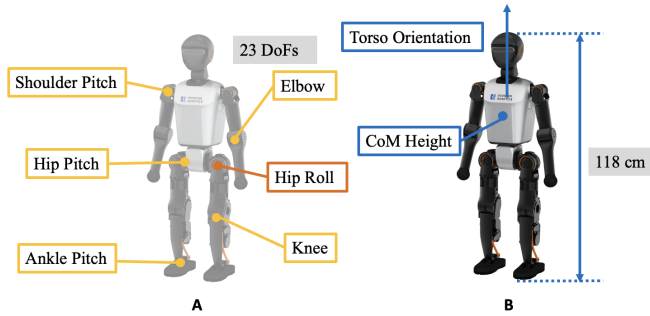 23 DoFs
Torso Orientation
Shoulder Pitch
Elbow
CoM Height
Hip Pitch
Hip Roll
118 cm
Ankle Pitch
Knee
A
B